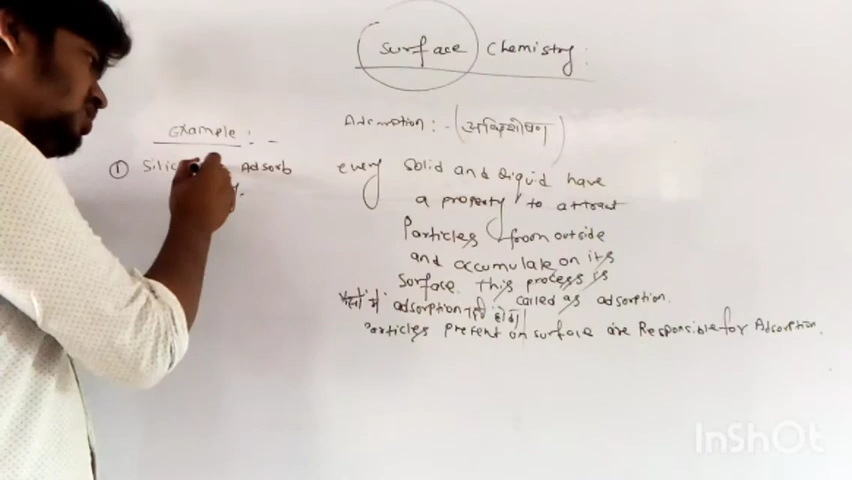 Surface Chemistry:
Adsorption:- (अधिशोषण)
every solid and Liquid have
a property to attract
Particles from outside
and accumulate on its
surface. This process is
called as adsorption.
में adsorption नहीं होता
Particles present on surface are Responsible for Adsorption.
Example:-
① Adsorb
InShOt